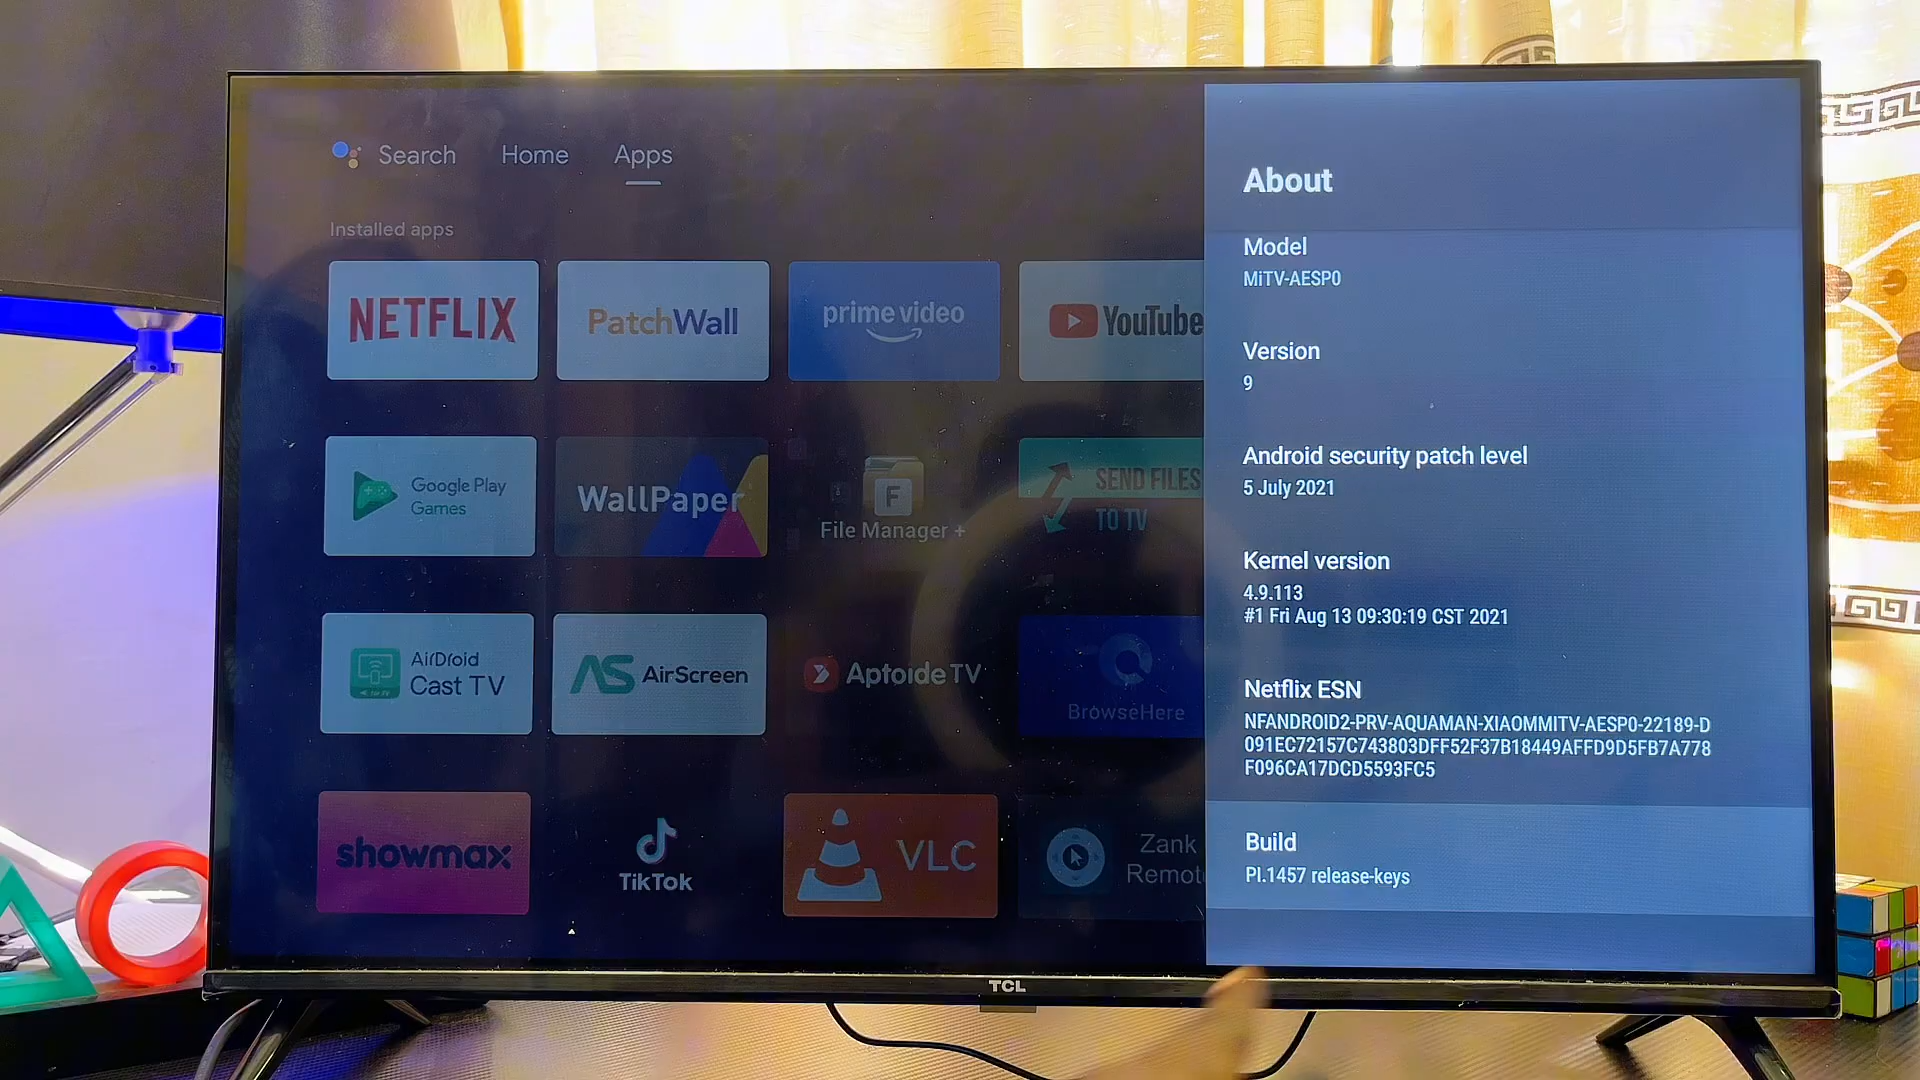 Search Home Apps
Installed apps
NETFLIX
PatchWall
prime video
YouTube
Google Play
Games
WallPaper
F
File Manager +
SEND FILES
TO TV
AirDroid
Cast TV
AS AirScreen
Aptoide TV
BrowseHere
showmax
TikTok
VLC
Zank
Remot
About
Model
MiTV-AESP0
Version
9
Android security patch level
5 July 2021
Kernel version
4.9.113
#1 Fri Aug 13 09:30:19 CST 2021
Netflix ESN
NFANDROID2-PRV-AQUAMAN-XIAOMMITV-AESP0-22189-D
091EC72157C743803DFF52F37B18449AFFD9D5FB7A778
F096CA17DCD5593FC5
Build
PI.1457 release-keys
TCL